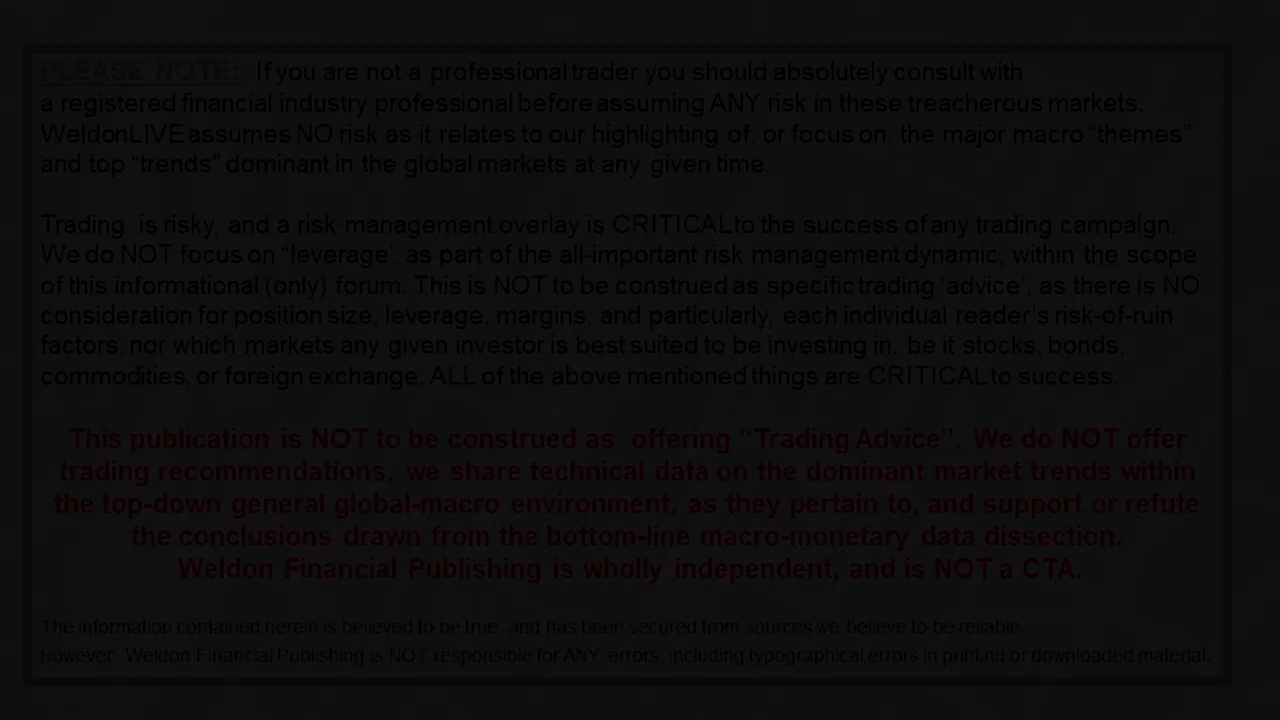 PLEASE NOTE: If you are not a professional trader you should absolutely consult with
a registered financial industry professional before assuming ANY risk in these treacherous markets.
WeldonLIVE assumes NO risk as it relates to our highlighting of, or focus on, the major macro “themes”
and top “trends” dominant in the global markets at any given time.
Trading is risky, and a risk management overlay is CRITICAL to the success of any trading campaign.
We do NOT focus on “leverage’, as part of the all-important risk management dynamic, within the scope
of this informational (only) forum. This is NOT to be construed as specific trading ‘advice’, as there is NO
consideration for position size, leverage, margins, and particularly, each individual reader’s risk-of-ruin
factors, nor which markets any given investor is best suited to be investing in, be it stocks, bonds,
commodities, or foreign exchange. ALL of the above mentioned things are CRITICAL to success.
This publication is NOT to be construed as offering “Trading Advice”. We do NOT offer
trading recommendations, we share technical data on the dominant market trends within
the top-down general global-macro environment, as they pertain to, and support or refute
the conclusions drawn from the bottom-line macro-monetary data dissection.
Weldon Financial Publishing is wholly independent, and is NOT a CTA.
The information contained herein is believed to be true, and has been secured from sources we believe to be reliable.
However, Weldon Financial Publishing is NOT responsible for ANY errors, including typographical errors in printing or downloaded material.